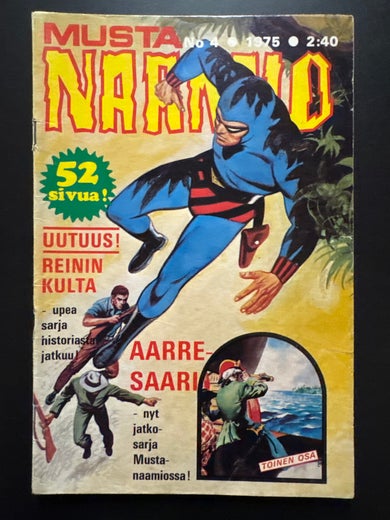 MUSTA
No 4 • 1975 • 2:40
NAAMIO
52
sivua!
UUTUUS!
REININ
KULTA
- upea
sarja
historiasta
jatkuu!
AARRE-
SAARI
- nyt
jatko-
sarja
Musta-
naamiossa!
TOINEN OSA